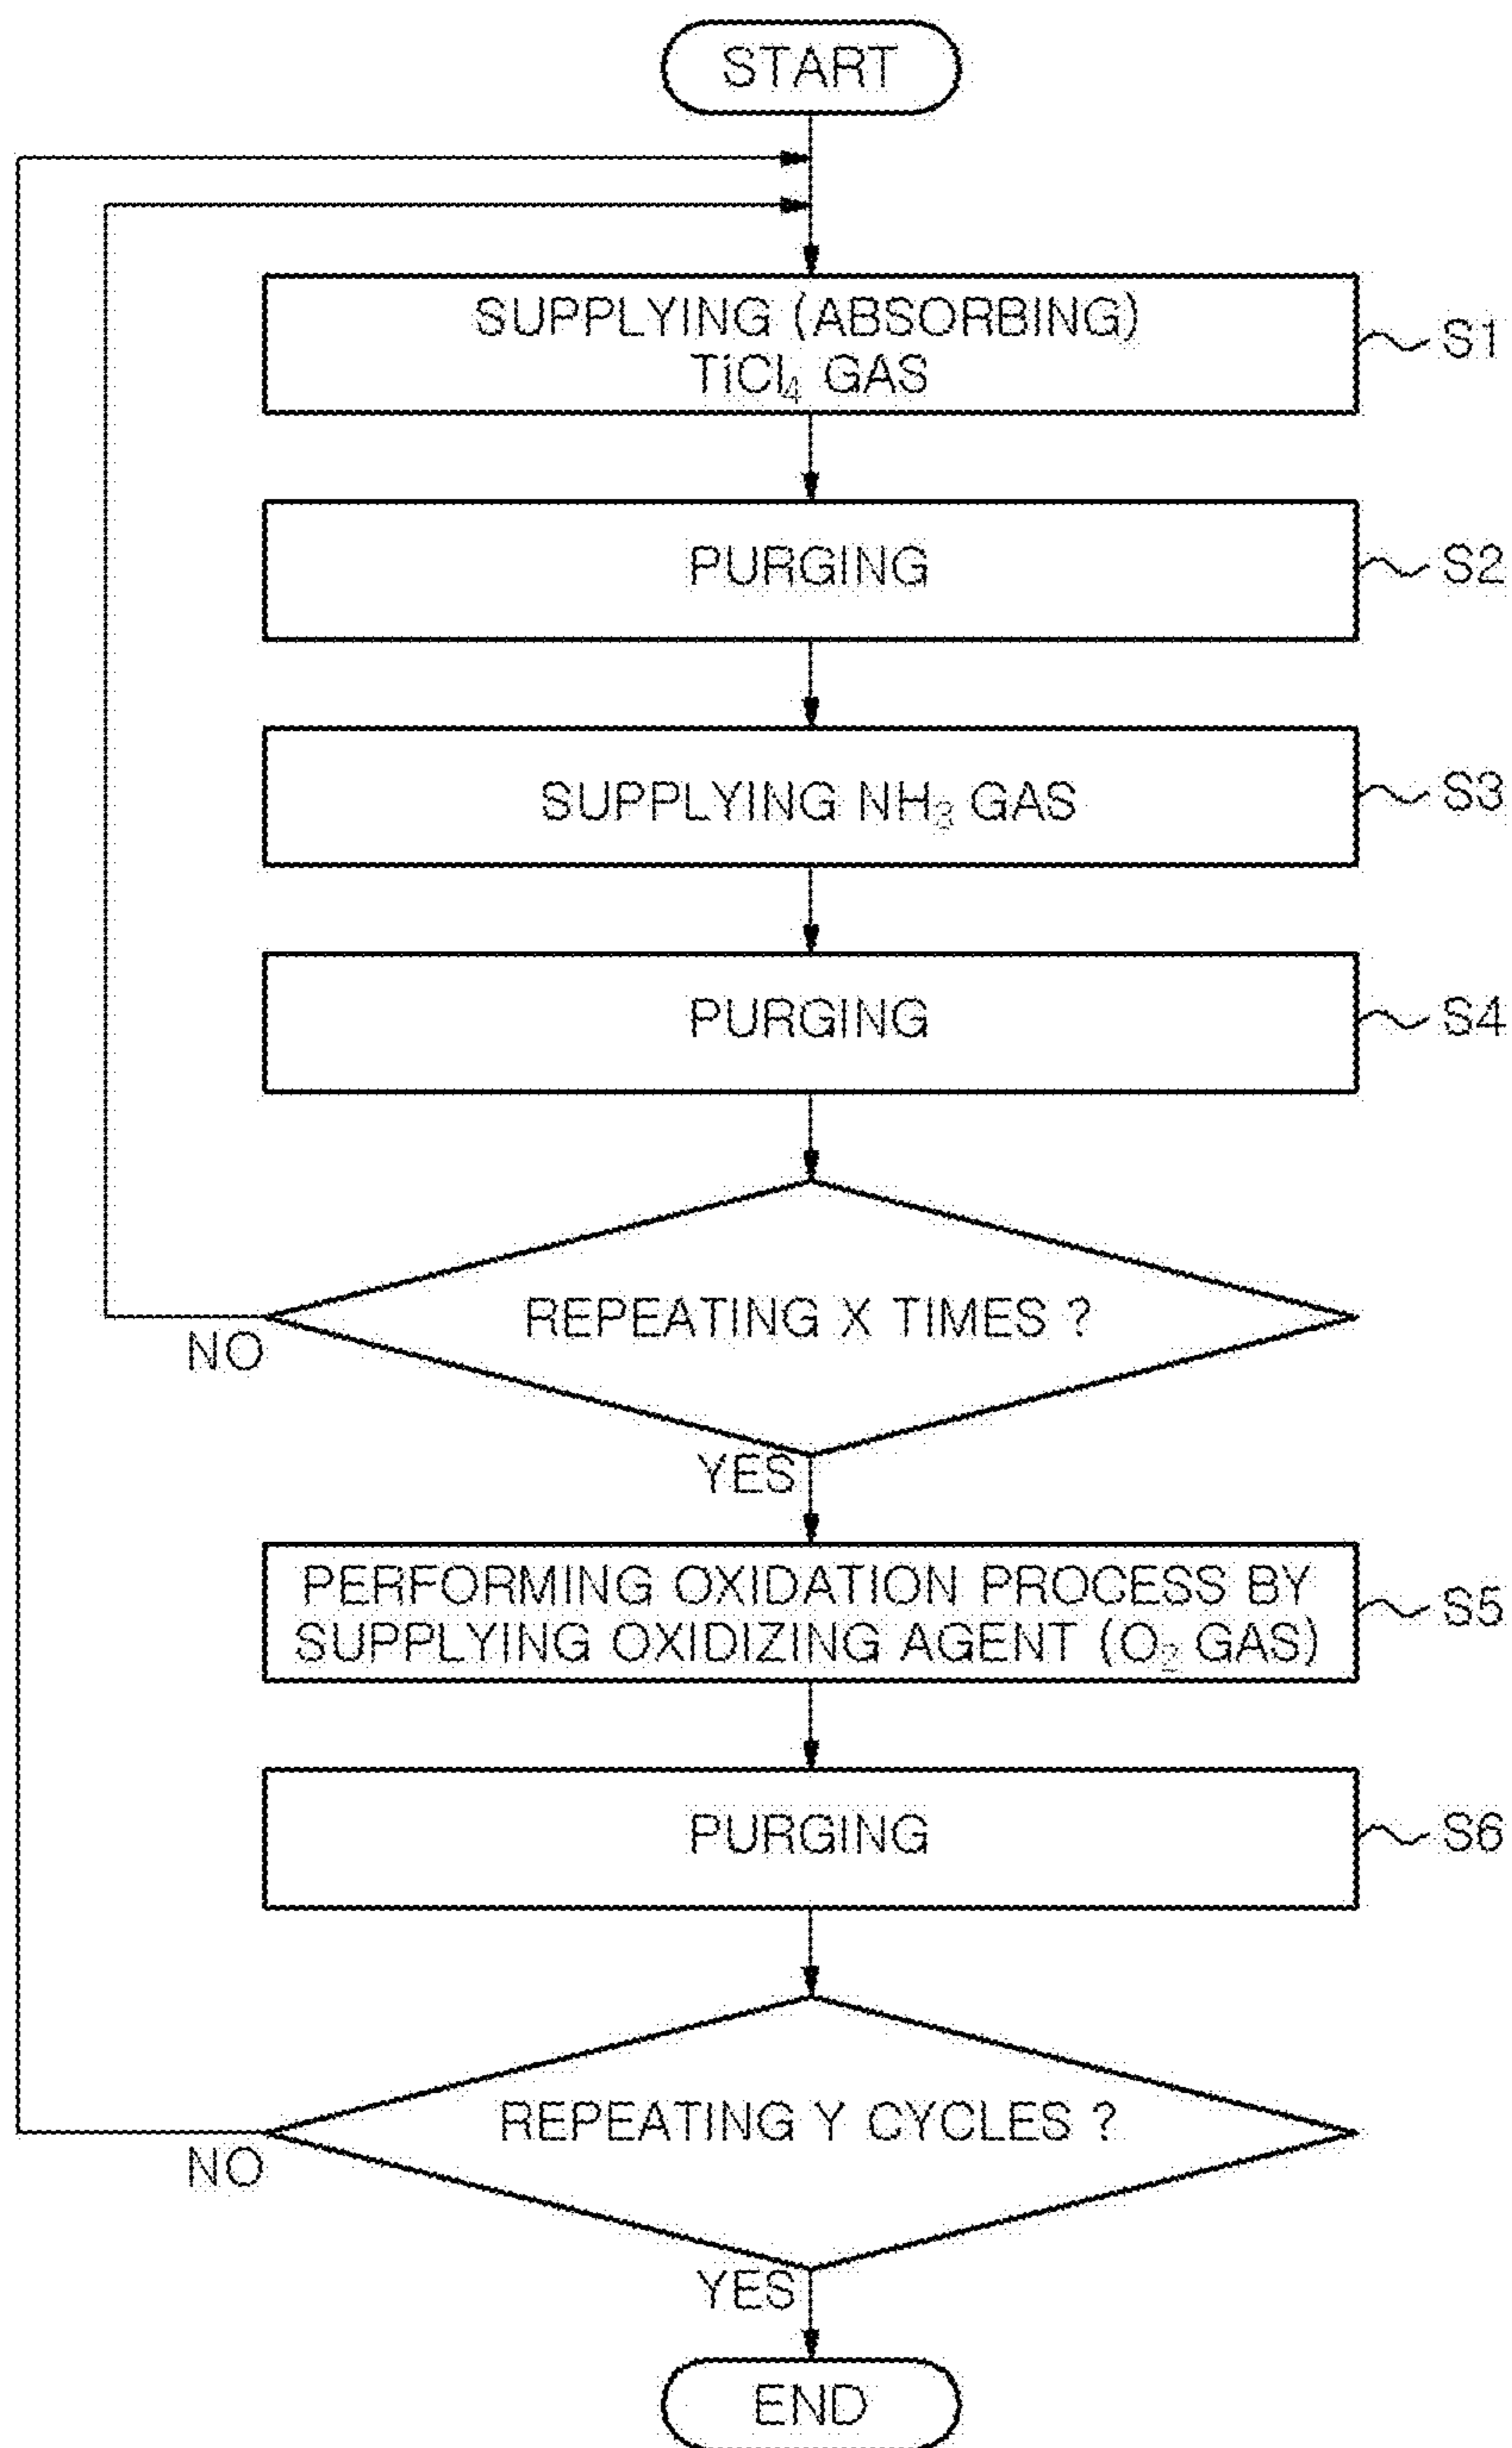 START
SUPPLYING (ABSORBING)
TiCl₄ GAS
S1
PURGING
S2
SUPPLYING NH₃ GAS
S3
PURGING
S4
REPEATING X TIMES ?
NO
YES
PERFORMING OXIDATION PROCESS BY
SUPPLYING OXIDIZING AGENT (O₂ GAS)
S5
PURGING
S6
REPEATING Y CYCLES ?
NO
YES
END